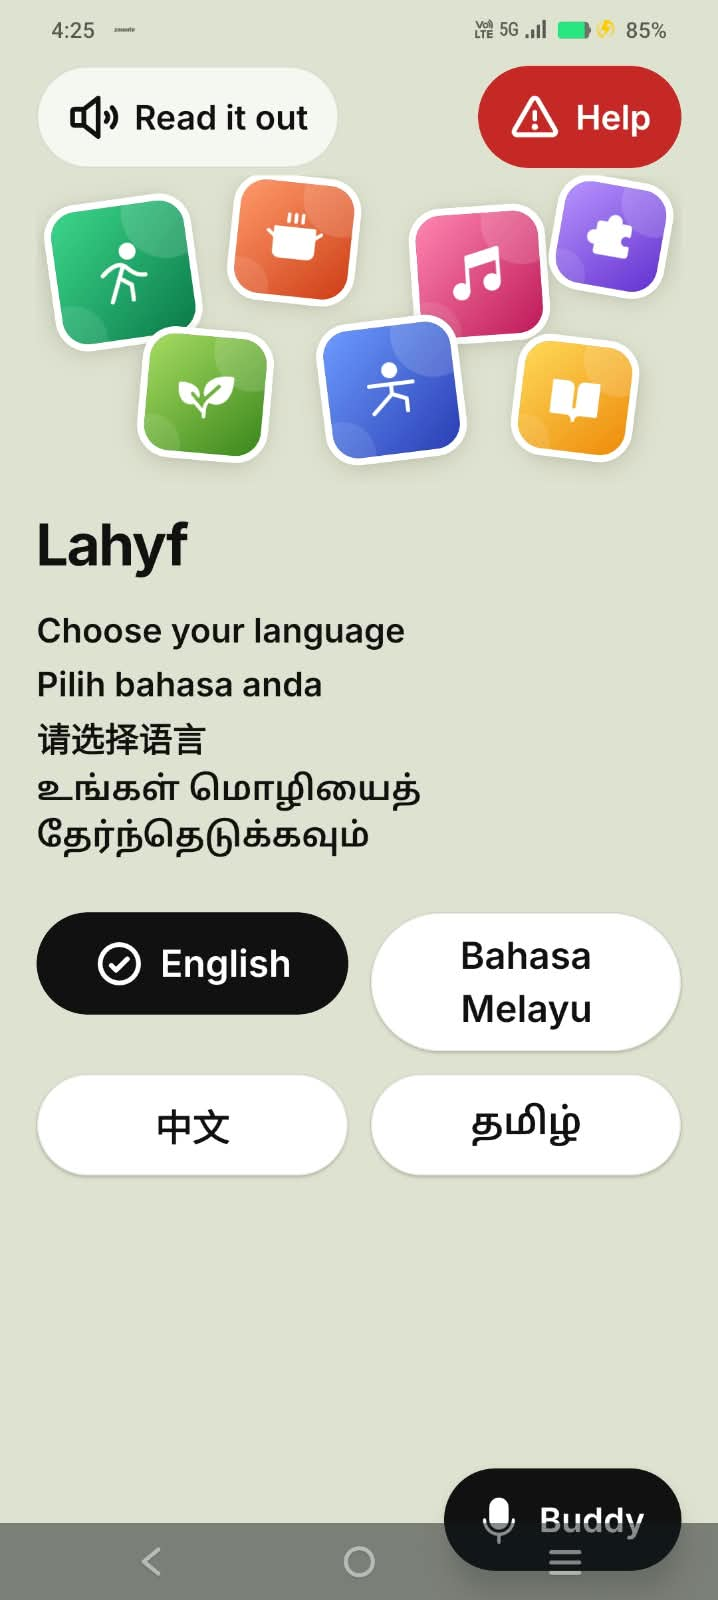 4:25
VoLTE 5G 85%
Read it out
Help
Lahyf
Choose your language
Pilih bahasa anda
请选择语言
உங்கள் மொழியைத்
தேர்ந்தெடுக்கவும்
English
Bahasa
Melayu
中文
தமிழ்
Buddy